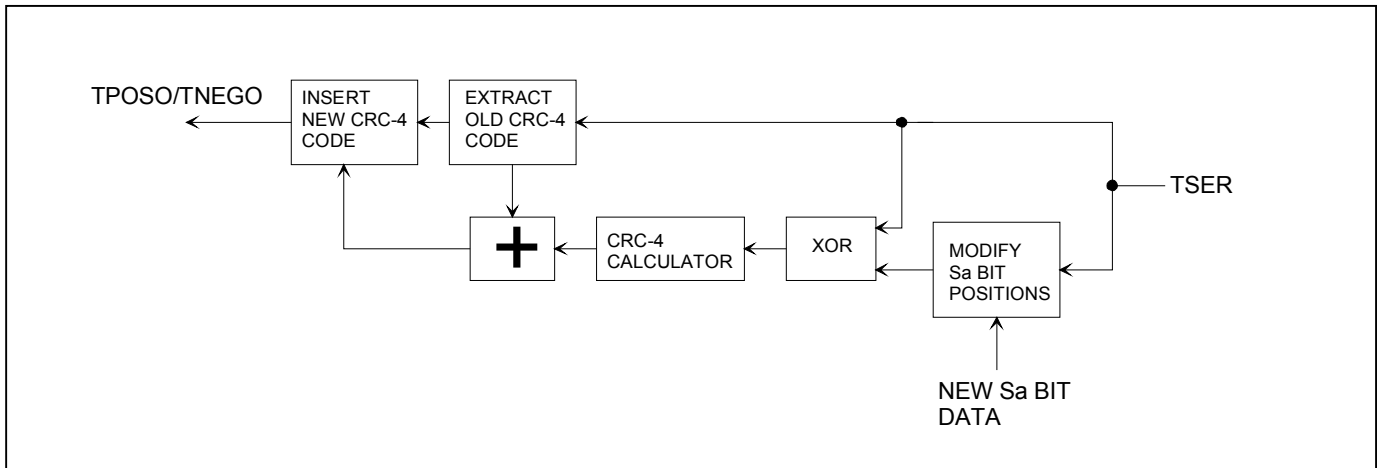 TPOSO/TNEGO
INSERT
NEW CRC-4
CODE
EXTRACT
OLD CRC-4
CODE
TSER
+
CRC-4
CALCULATOR
XOR
MODIFY
Sa BIT
POSITIONS
NEW Sa BIT
DATA